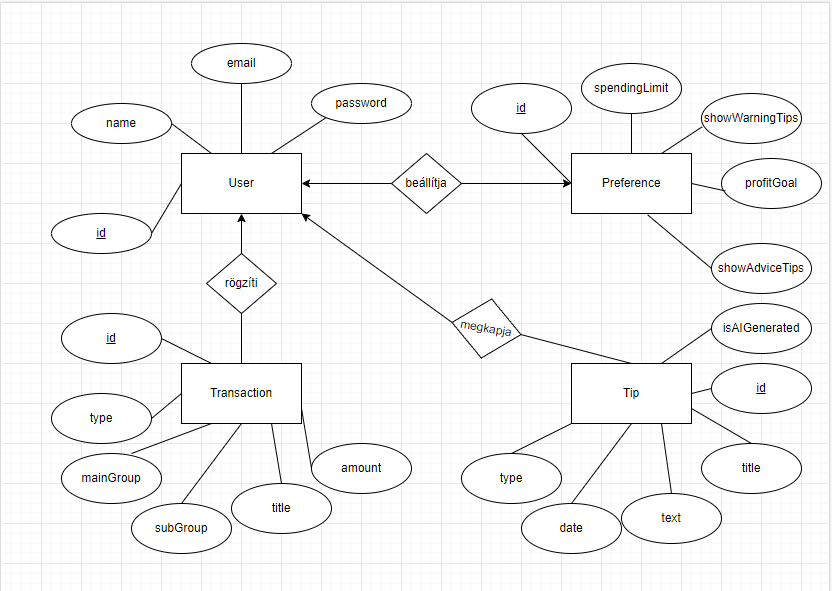 email
name
password
id
User
beállítja
id
spendingLimit
showWarningTips
Preference
profitGoal
showAdviceTips
rögzíti
megkapja
id
Transaction
type
mainGroup
subGroup
title
amount
isAIGenerated
id
Tip
title
type
date
text